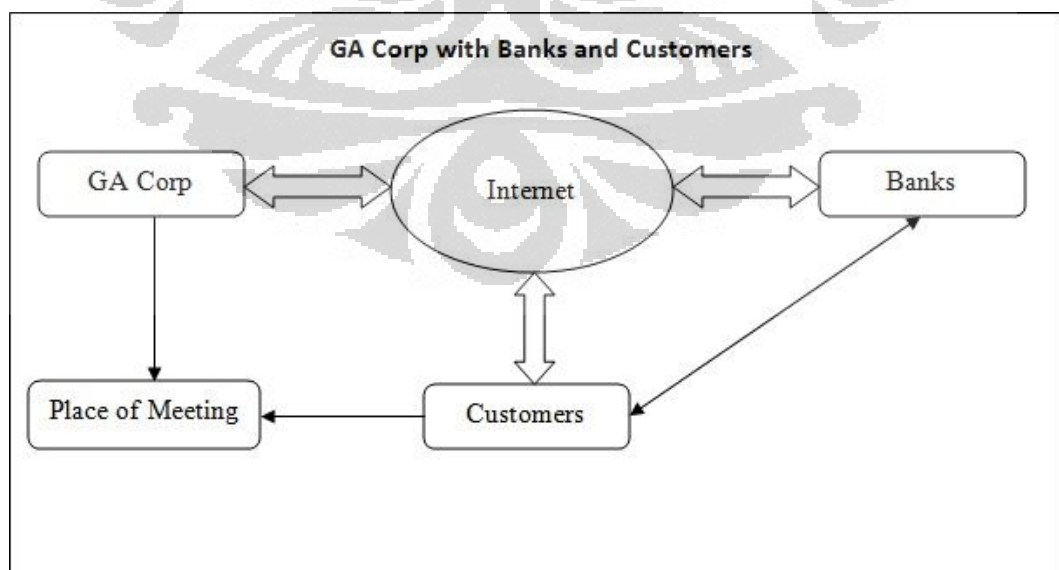 GA Corp with Banks and Customers
GA Corp
Internet
Banks
Place of Meeting
Customers